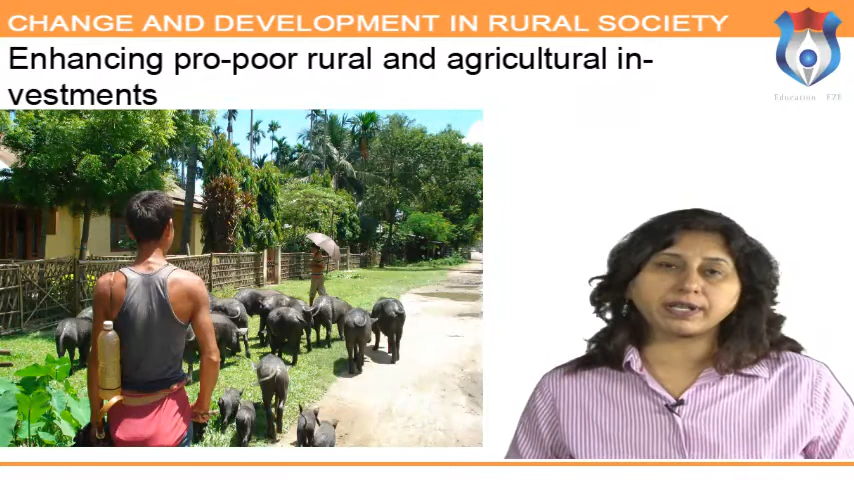 CHANGE AND DEVELOPMENT IN RURAL SOCIETY
Enhancing pro-poor rural and agricultural in-
vestments
Education FZE